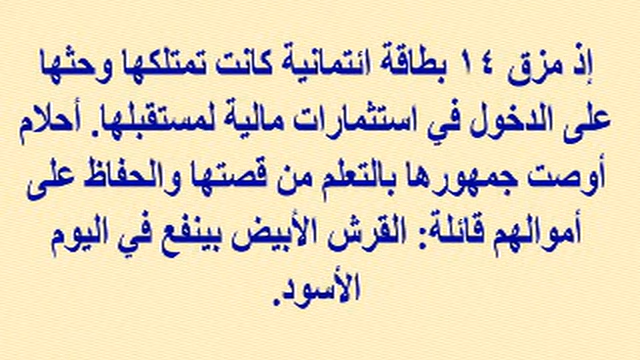 إذ مزق ١٤ بطاقة ائتمانية كانت تمتلكها وحثها
على الدخول في استثمارات مالية لمستقبلها. أحلام
أوصت جمهورها بالتعلم من قصتها والحفاظ على
أموالهم قائلة: القرش الأبيض بينفع في اليوم
الأسود.